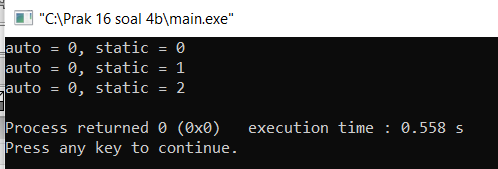 "C:\Prak 16 soal 4b\main.exe"
auto = 0, static = 0
auto = 0, static = 1
auto = 0, static = 2
Process returned 0 (0x0)   execution time : 0.558 s
Press any key to continue.